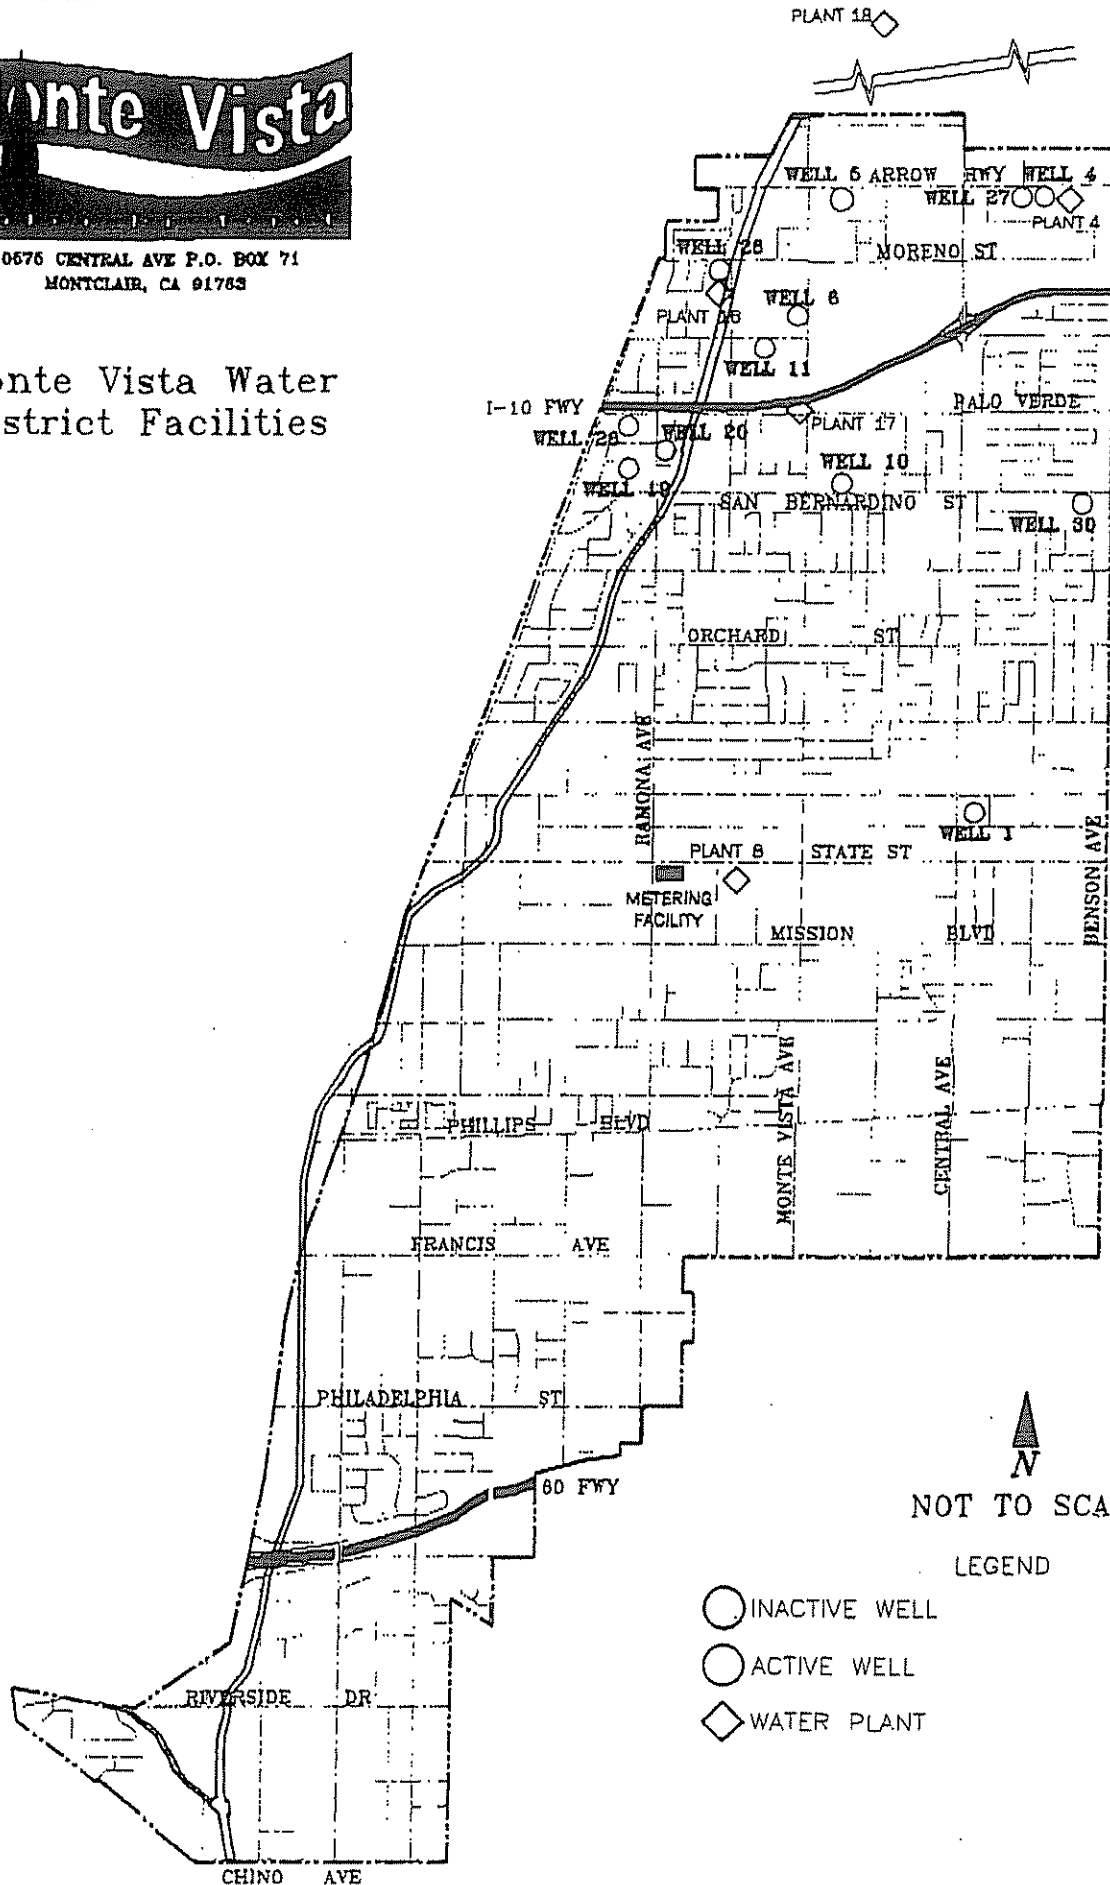 PLANT 18
onte Vista
0575 CENTRAL AVE P.O. BOX 71
MONTCLAIR, CA 91763
onte Vista Water
strict Facilities
WELL 5 ARROW HWY WELL 4
WELL 27
PLANT 4
WELL 28
MORENO ST
WELL 6
PLANT
WELL 11
I-10 FWY
PALO VERDE
PLANT 17
WELL
WELL 20
WELL 10
WELL 19
SAN BERNARDINO ST
WELL 30
ORCHARD ST
RAMONA AVE
WELL 1
BENSON AVE
PLANT 8
STATE ST
METERING
FACILITY
MISSION BLVD
MONTE VISTA AVE
CENTRAL AVE
PHILLIPS BLVD
FRANCIS AVE
PHILADELPHIA ST
60 FWY
N
NOT TO SCA
LEGEND
INACTIVE WELL
ACTIVE WELL
WATER PLANT
RIVERSIDE DR
CHINO AVE